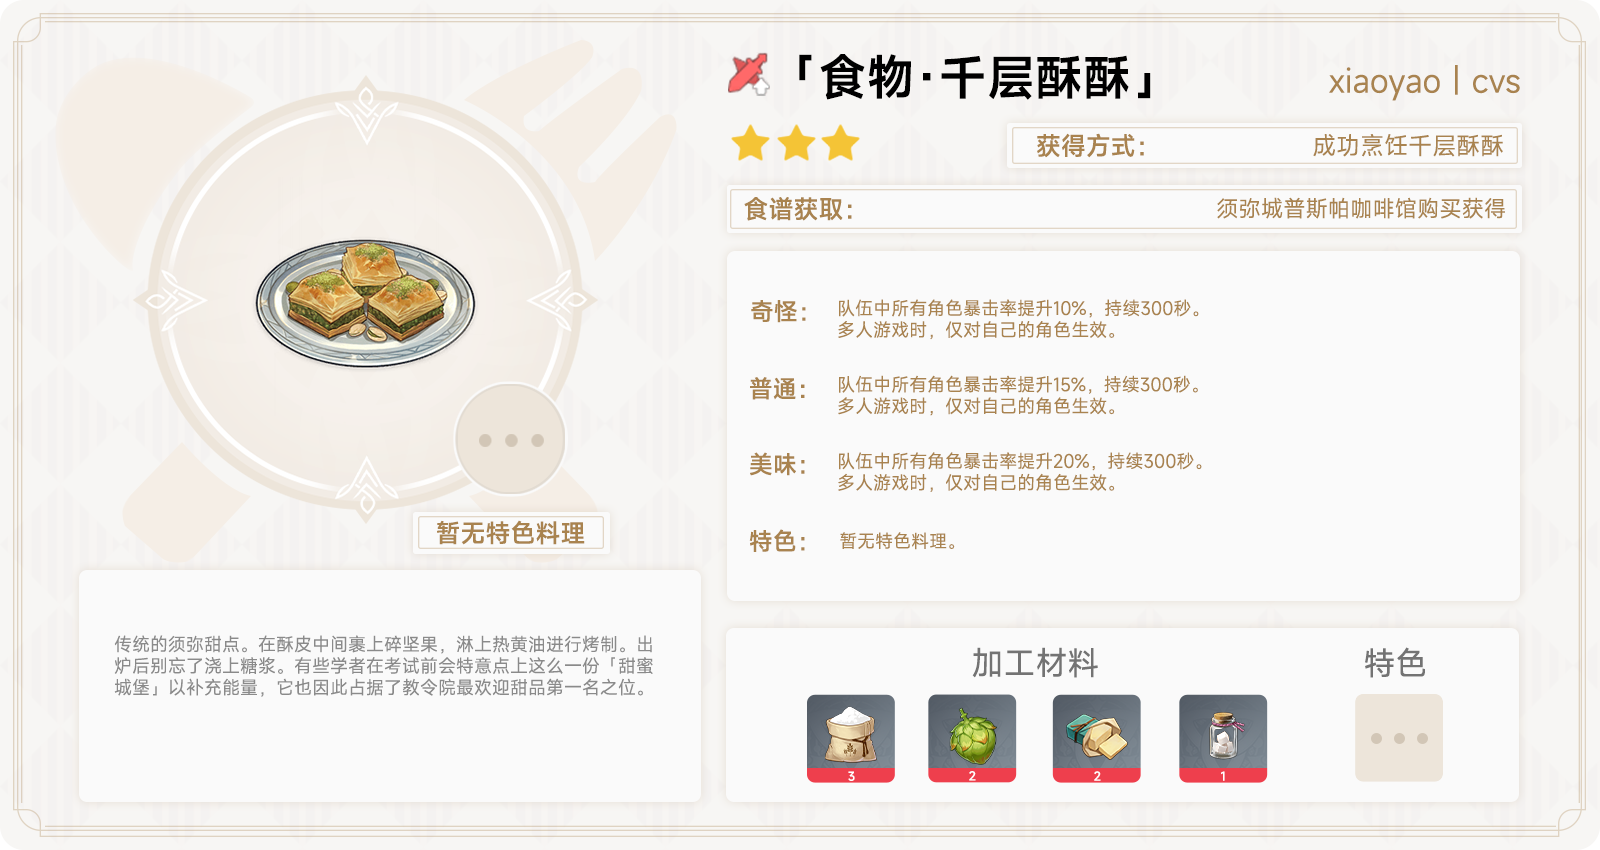 「食物·千层酥酥」
xiaoyao | cvs
获得方式：
成功烹饪千层酥酥
食谱获取：
须弥城普斯帕咖啡馆购买获得
奇怪：
队伍中所有角色暴击率提升10%，持续300秒。
多人游戏时，仅对自己的角色生效。
普通：
队伍中所有角色暴击率提升15%，持续300秒。
多人游戏时，仅对自己的角色生效。
美味：
队伍中所有角色暴击率提升20%，持续300秒。
多人游戏时，仅对自己的角色生效。
特色：
暂无特色料理。
暂无特色料理
传统的须弥甜点。在酥皮中间裹上碎坚果，淋上热黄油进行烤制。出
炉后别忘了浇上糖浆。有些学者在考试前会特意点上这么一份「甜蜜
城堡」以补充能量，它也因此占据了教令院最欢迎甜品第一名之位。
加工材料
特色
3
2
2
1